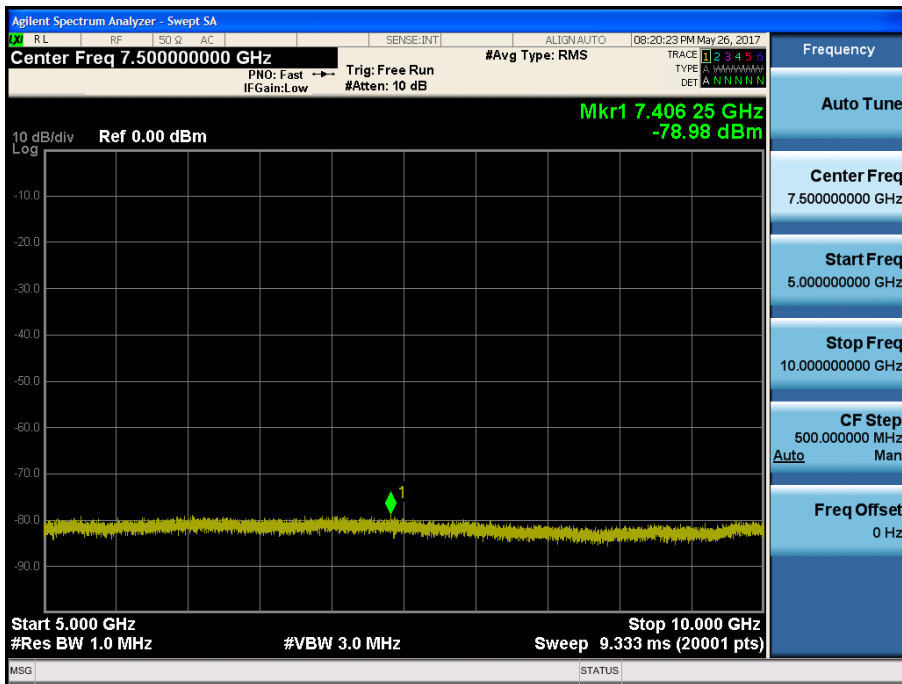 Agilent Spectrum Analyzer - Swept SA
LXI RL RF 50 Ω AC SENSE:INT ALIGN AUTO 08:20:23 PM May 26, 2017
Center Freq 7.500000000 GHz
#Avg Type: RMS
TRACE 1 2 3 4 5 6
TYPE A WWWWW
DET A N N N N N
PNO: Fast
IFGain:Low
Trig: Free Run
#Atten: 10 dB
Mkr1 7.406 25 GHz
-78.98 dBm
10 dB/div Ref 0.00 dBm
Log
-10.0
-20.0
-30.0
-40.0
-50.0
-60.0
-70.0
-80.0
-90.0
1
Start 5.000 GHz Stop 10.000 GHz
#Res BW 1.0 MHz #VBW 3.0 MHz Sweep 9.333 ms (20001 pts)
MSG STATUS
Frequency
Auto Tune
Center Freq
7.500000000 GHz
Start Freq
5.000000000 GHz
Stop Freq
10.000000000 GHz
CF Step
500.000000 MHz
Auto Man
Freq Offset
0 Hz